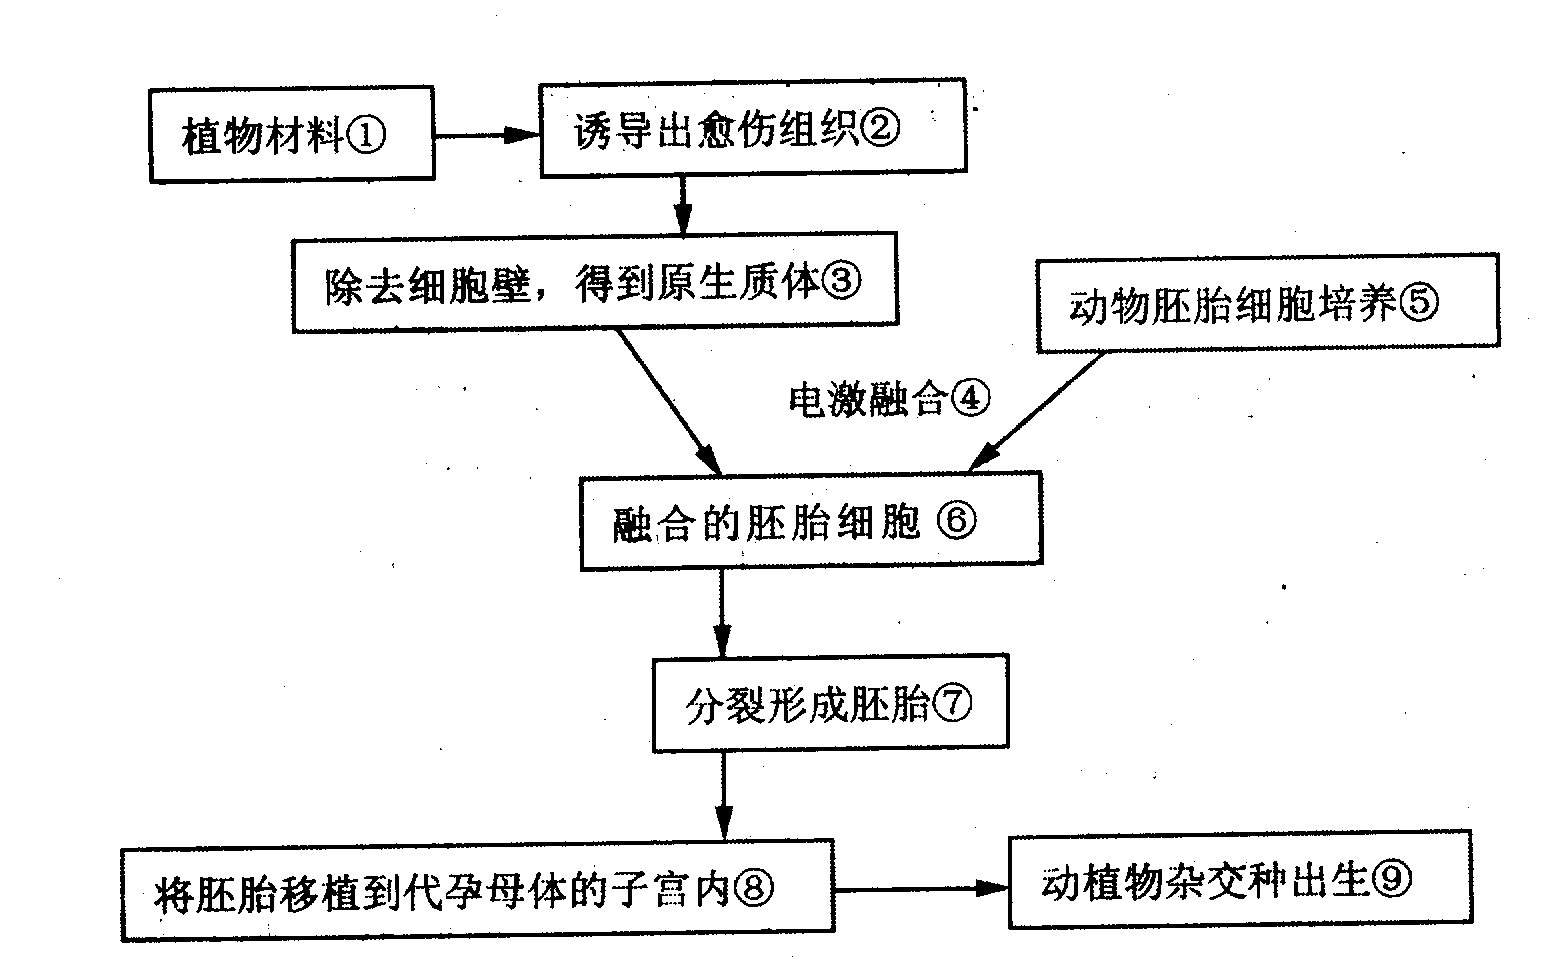 植物材料①
诱导出愈伤组织②
除去细胞壁，得到原生质体③
动物胚胎细胞培养⑤
电激融合④
融合的胚胎细胞⑥
分裂形成胚胎⑦
将胚胎移植到代孕母体的子宫内⑧
动植物杂交种出生⑨